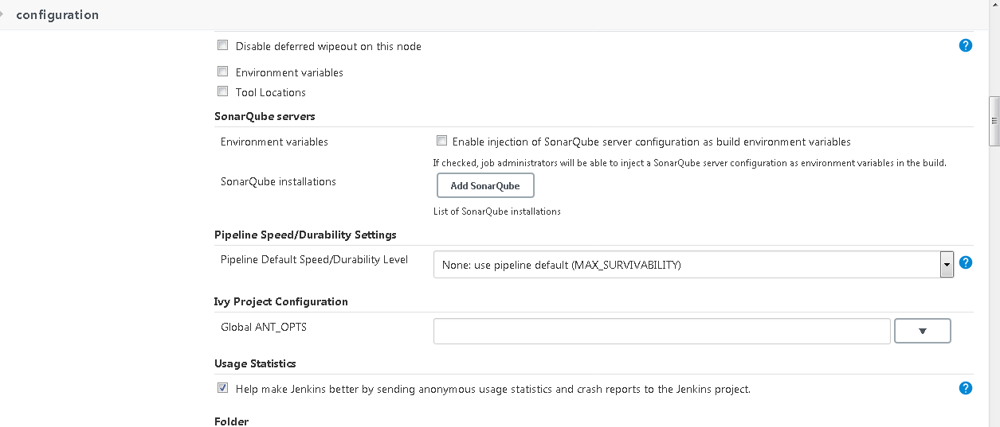 configuration
Disable deferred wipeout on this node
?
Environment variables
Tool Locations
SonarQube servers
Environment variables
Enable injection of SonarQube server configuration as build environment variables
If checked, job administrators will be able to inject a SonarQube server configuration as environment variables in the build.
SonarQube installations
Add SonarQube
List of SonarQube installations
Pipeline Speed/Durability Settings
Pipeline Default Speed/Durability Level
None: use pipeline default (MAX_SURVIVABILITY)
?
Ivy Project Configuration
Global ANT_OPTS
Usage Statistics
Help make Jenkins better by sending anonymous usage statistics and crash reports to the Jenkins project.
?
Folder